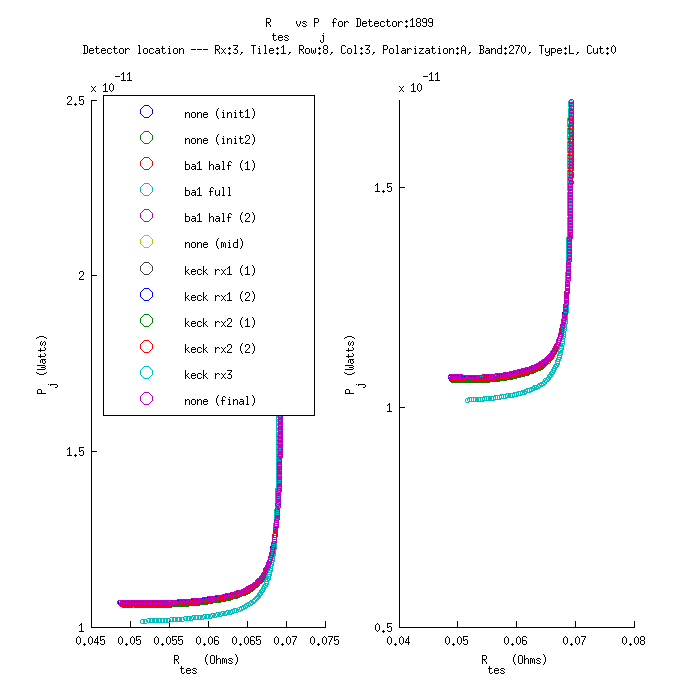 R    vs P  for Detector:1899
tes     j
Detector location --- Rx:3, Tile:1, Row:8, Col:3, Polarization:A, Band:270, Type:L, Cut:0
x 10^-11
2.5
2
1.5
1
P_j (Watts)
none (init1)
none (init2)
ba1 half (1)
ba1 full
ba1 half (2)
none (mid)
keck rx1 (1)
keck rx1 (2)
keck rx2 (1)
keck rx2 (2)
keck rx3
none (final)
0.045 0.05 0.055 0.06 0.065 0.07 0.075
R_tes (Ohms)
x 10^-11
1.5
1
0.5
P_j (Watts)
0.04 0.05 0.06 0.07 0.08
R_tes (Ohms)